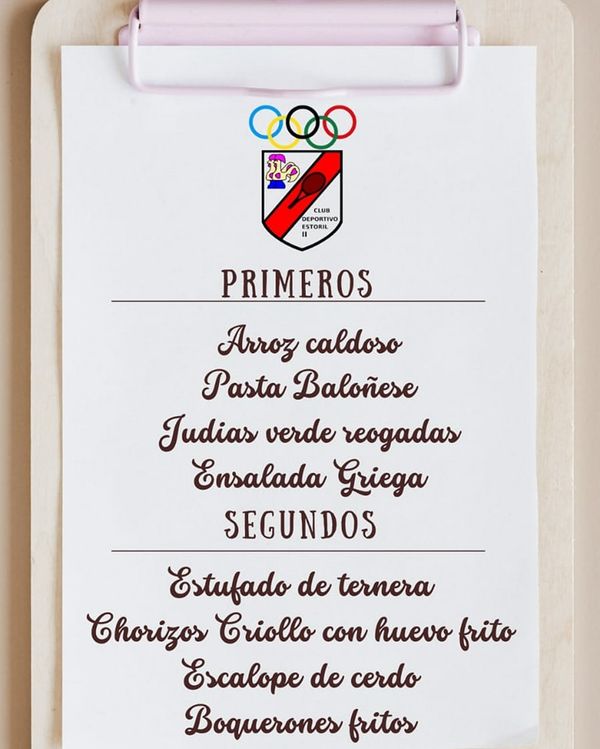 CLUB
DEPORTIVO
ESTORIL
II
PRIMEROS
Arroz caldoso
Pasta Baloñese
Judias verde reogadas
Ensalada Griega
SEGUNDOS
Estufado de ternera
Chorizos Criollo con huevo frito
Escalope de cerdo
Boquerones fritos